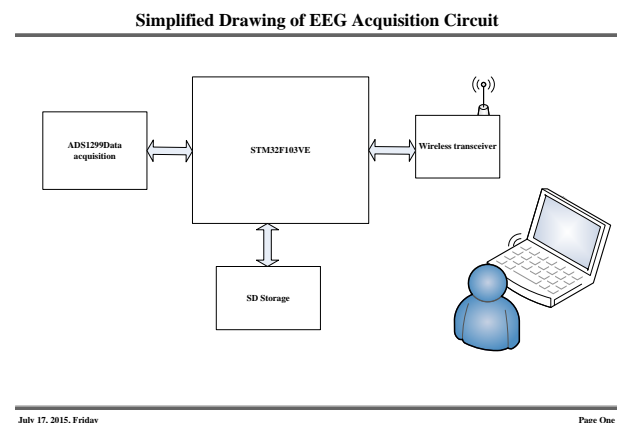 Simplified Drawing of EEG Acquisition Circuit
ADS1299Data
acquisition
STM32F103VE
Wireless transceiver
SD Storage
July 17, 2015, Friday
Page One